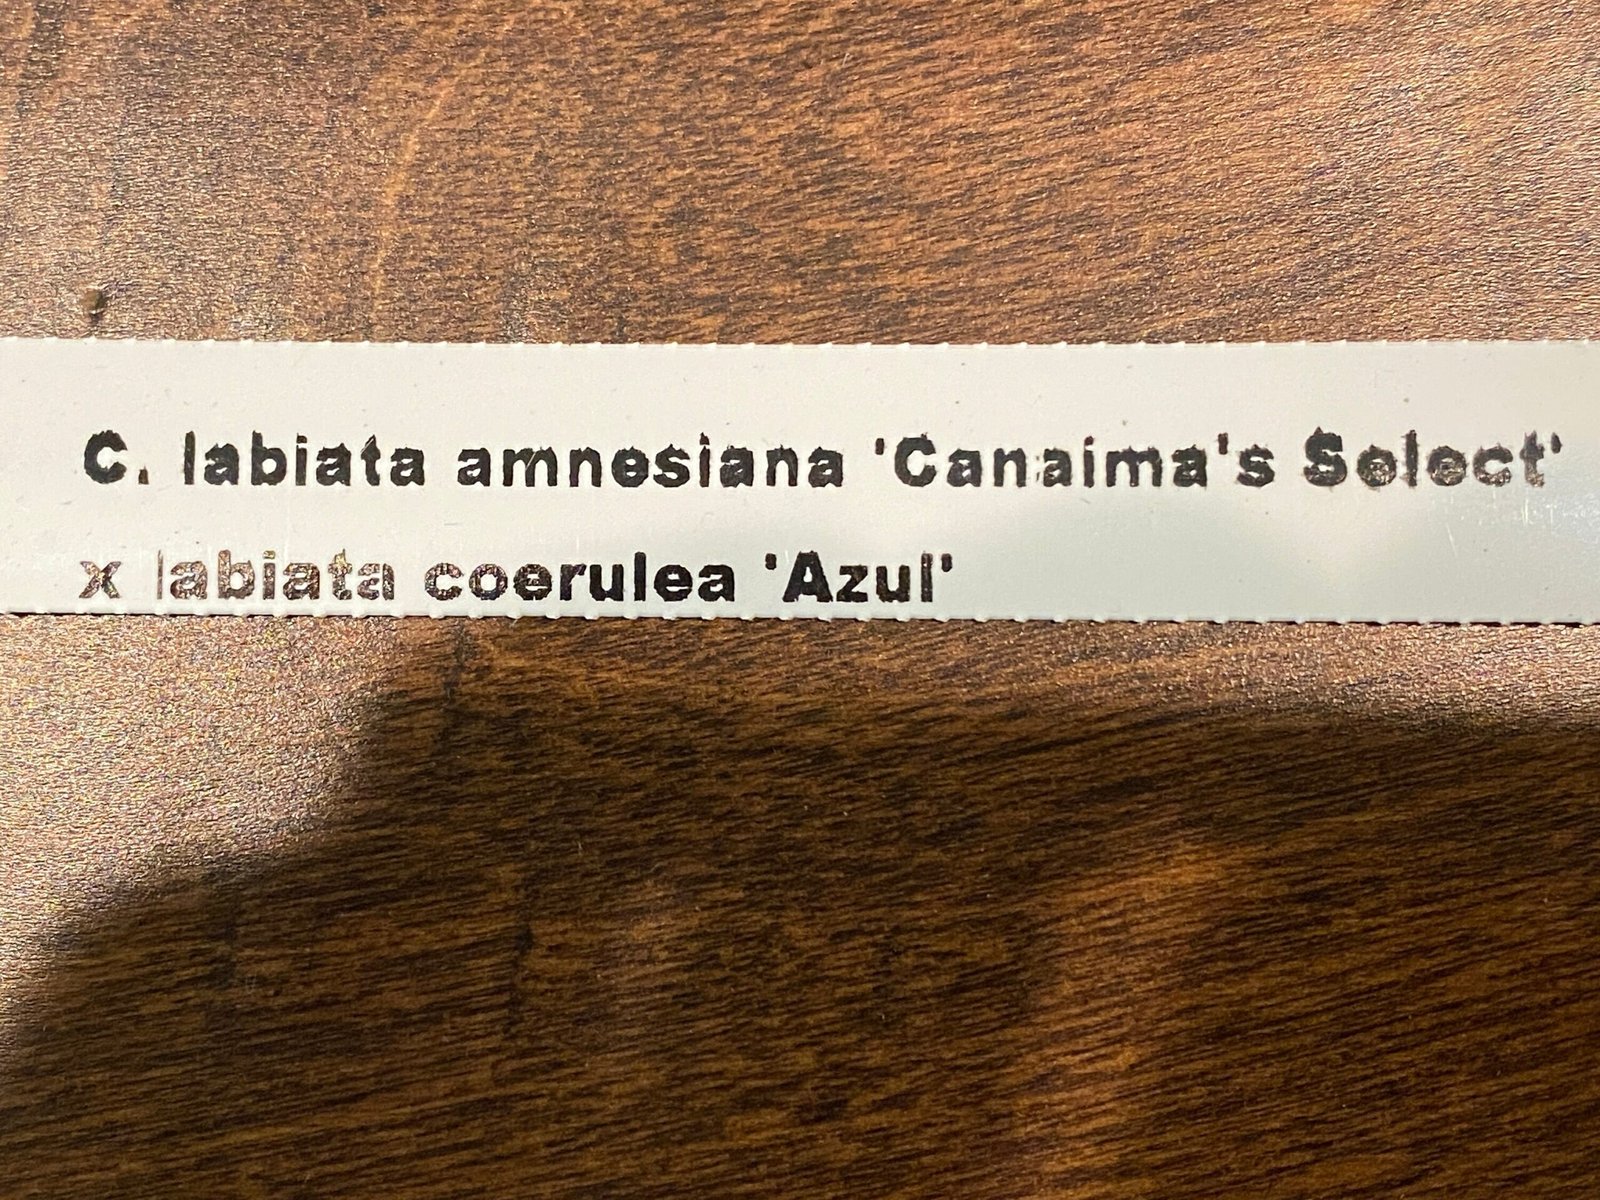 C. labiata amnesiana 'Canaima's Select'
x labiata coerulea 'Azul'